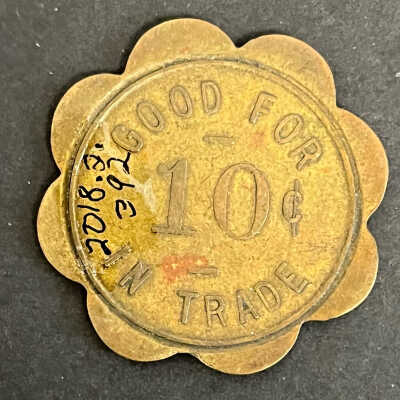 GOOD FOR
10¢
IN TRADE
2018.3.
392